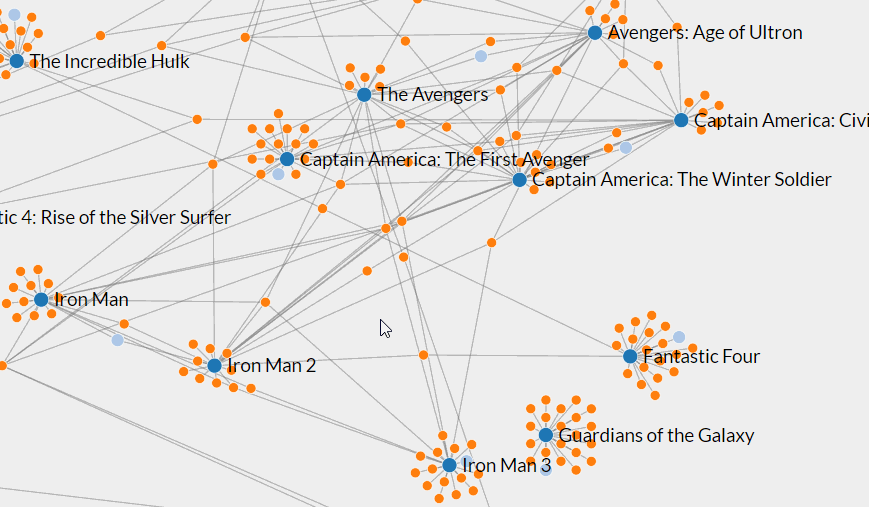 Avengers: Age of Ultron
The Incredible Hulk
The Avengers
Captain America: Civi
Captain America: The First Avenger
Captain America: The Winter Soldier
tic 4: Rise of the Silver Surfer
Iron Man
Fantastic Four
Iron Man 2
Guardians of the Galaxy
Iron Man 3